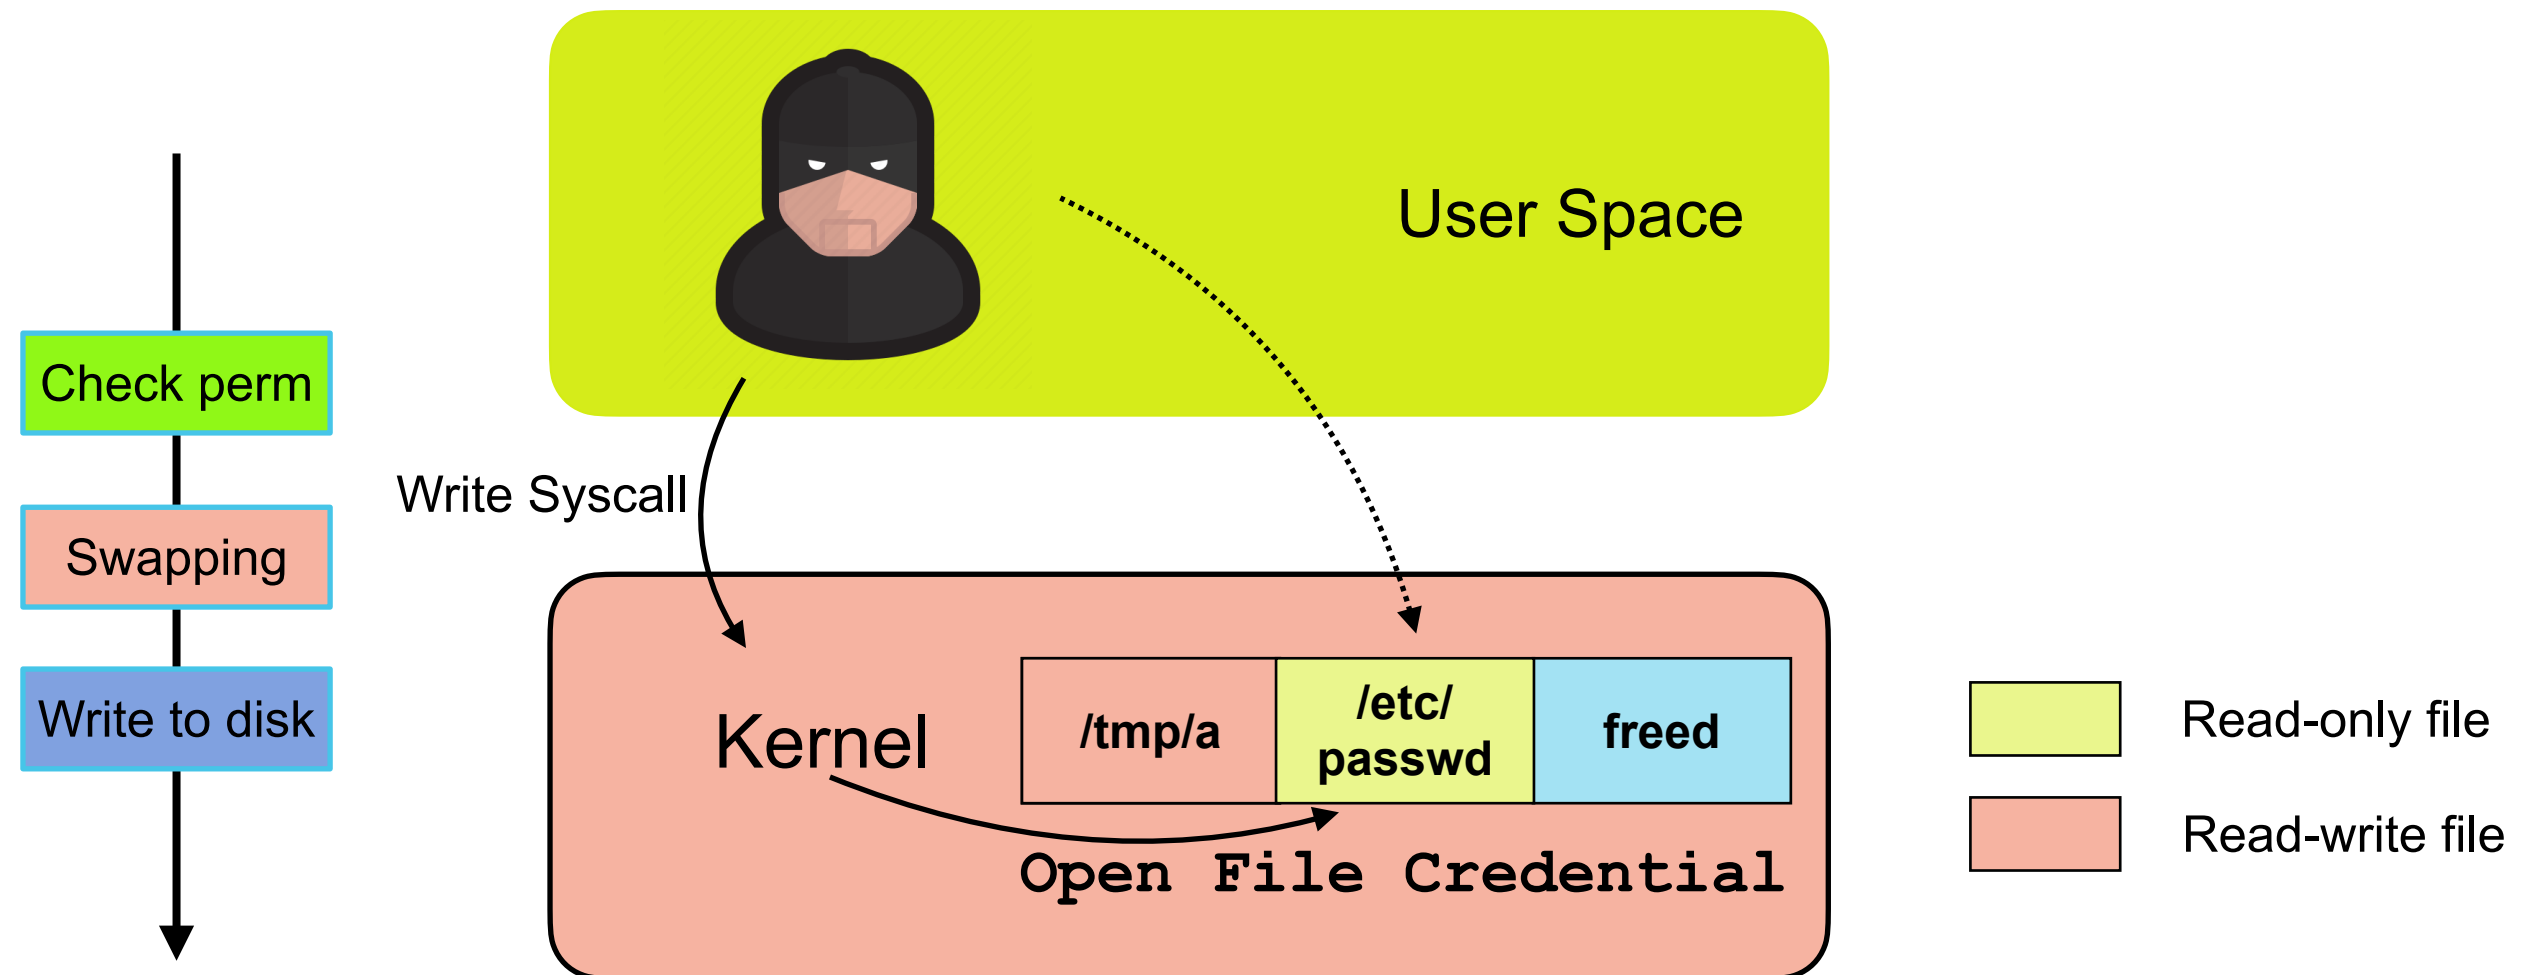 User Space
Check perm
Write Syscall
Swapping
Write to disk
Kernel
/tmp/a
/etc/
passwd
freed
Open File Credential
Read-only file
Read-write file